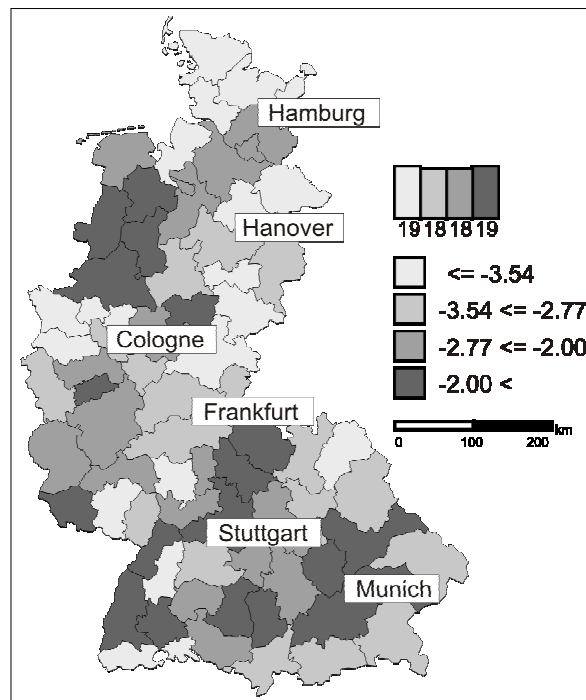 Hamburg
Hanover
19 18 18 19
<= -3.54
-3.54 <= -2.77
-2.77 <= -2.00
-2.00 <
Cologne
Frankfurt
km
0 100 200
Stuttgart
Munich